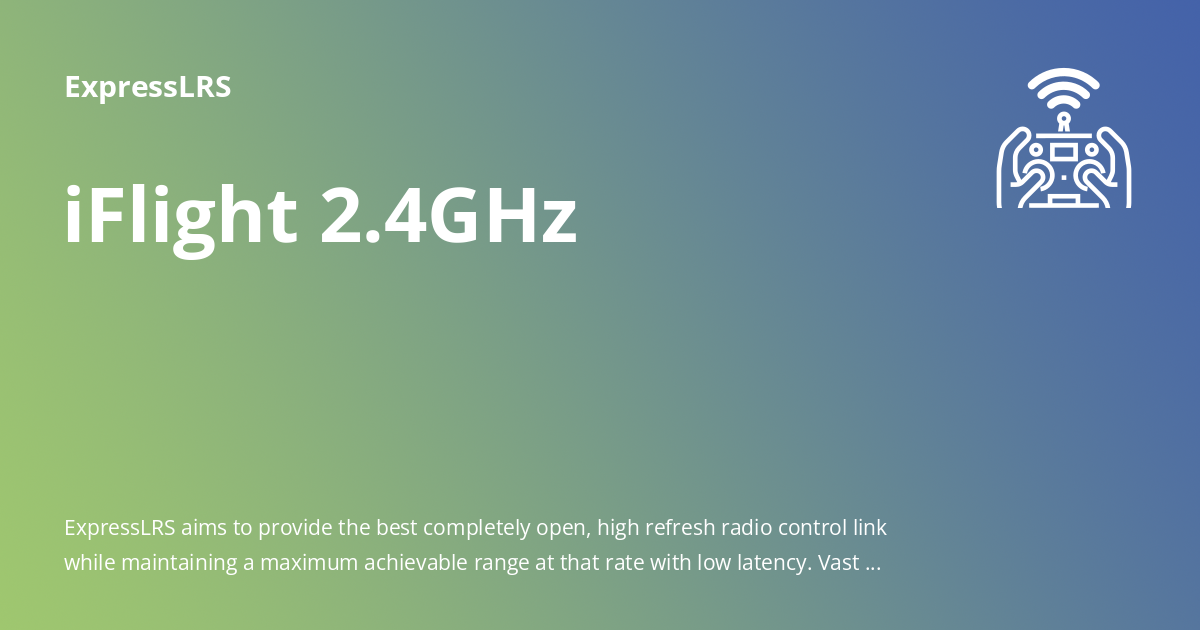 ExpressLRS
iFlight 2.4GHz
ExpressLRS aims to provide the best completely open, high refresh radio control link
while maintaining a maximum achievable range at that rate with low latency. Vast ...